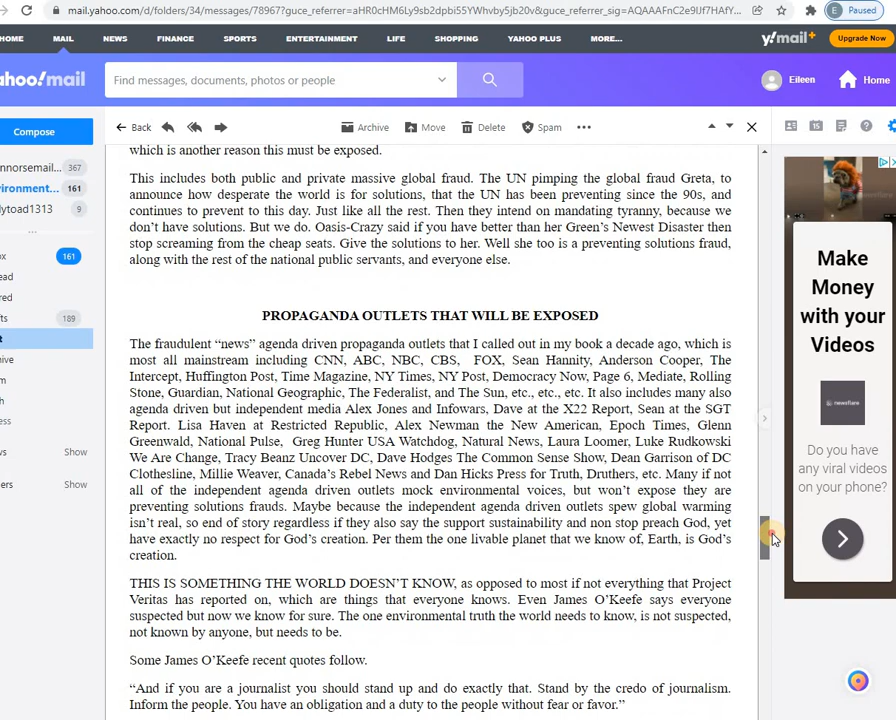 mail.yahoo.com/d/folders/34/messages/78967?guce_referrer=aHR0cHM6Ly9sb2dpbi55YWhvby5jb20v&guce_referrer_sig=AQAAAFnC2e9IJf7HAfY...
Paused
HOME MAIL NEWS FINANCE SPORTS ENTERTAINMENT LIFE SHOPPING YAHOO PLUS MORE... y!mail+ Upgrade Now
ahoo!mail Find messages, documents, photos or people Eileen Home
Compose Back Archive Move Delete Spam
nnorsemail... 367
vironment... 161
lytoad1313 9
ox 161
ead
red
fts 189
t
hive
m
h
ess
ws Show
ers Show
which is another reason this must be exposed.
This includes both public and private massive global fraud. The UN pimping the global fraud Greta, to
announce how desperate the world is for solutions, that the UN has been preventing since the 90s, and
continues to prevent to this day. Just like all the rest. Then they intend on mandating tyranny, because we
don't have solutions. But we do. Oasis-Crazy said if you have better than her Green's Newest Disaster then
stop screaming from the cheap seats. Give the solutions to her. Well she too is a preventing solutions fraud,
along with the rest of the national public servants, and everyone else.
PROPAGANDA OUTLETS THAT WILL BE EXPOSED
The fraudulent "news" agenda driven propaganda outlets that I called out in my book a decade ago, which is
most all mainstream including CNN, ABC, NBC, CBS, FOX, Sean Hannity, Anderson Cooper, The
Intercept, Huffington Post, Time Magazine, NY Times, NY Post, Democracy Now, Page 6, Mediate, Rolling
Stone, Guardian, National Geographic, The Federalist, and The Sun, etc., etc., etc. It also includes many also
agenda driven but independent media Alex Jones and Infowars, Dave at the X22 Report, Sean at the SGT
Report. Lisa Haven at Restricted Republic, Alex Newman the New American, Epoch Times, Glenn
Greenwald, National Pulse, Greg Hunter USA Watchdog, Natural News, Laura Loomer, Luke Rudkowski
We Are Change, Tracy Beanz Uncover DC, Dave Hodges The Common Sense Show, Dean Garrison of DC
Clothesline, Millie Weaver, Canada's Rebel News and Dan Hicks Press for Truth, Druthers, etc. Many if not
all of the independent agenda driven outlets mock environmental voices, but won't expose they are
preventing solutions frauds. Maybe because the independent agenda driven outlets spew global warming
isn't real, so end of story regardless if they also say the support sustainability and non stop preach God, yet
have exactly no respect for God's creation. Per them the one livable planet that we know of, Earth, is God's
creation.
THIS IS SOMETHING THE WORLD DOESN'T KNOW, as opposed to most if not everything that Project
Veritas has reported on, which are things that everyone knows. Even James O'Keefe says everyone
suspected but now we know for sure. The one environmental truth the world needs to know, is not suspected,
not known by anyone, but needs to be.
Some James O'Keefe recent quotes follow.
"And if you are a journalist you should stand up and do exactly that. Stand by the credo of journalism.
Inform the people. You have an obligation and a duty to the people without fear or favor."
Make
Money
with your
Videos
newsflare
Do you have
any viral videos
on your phone?